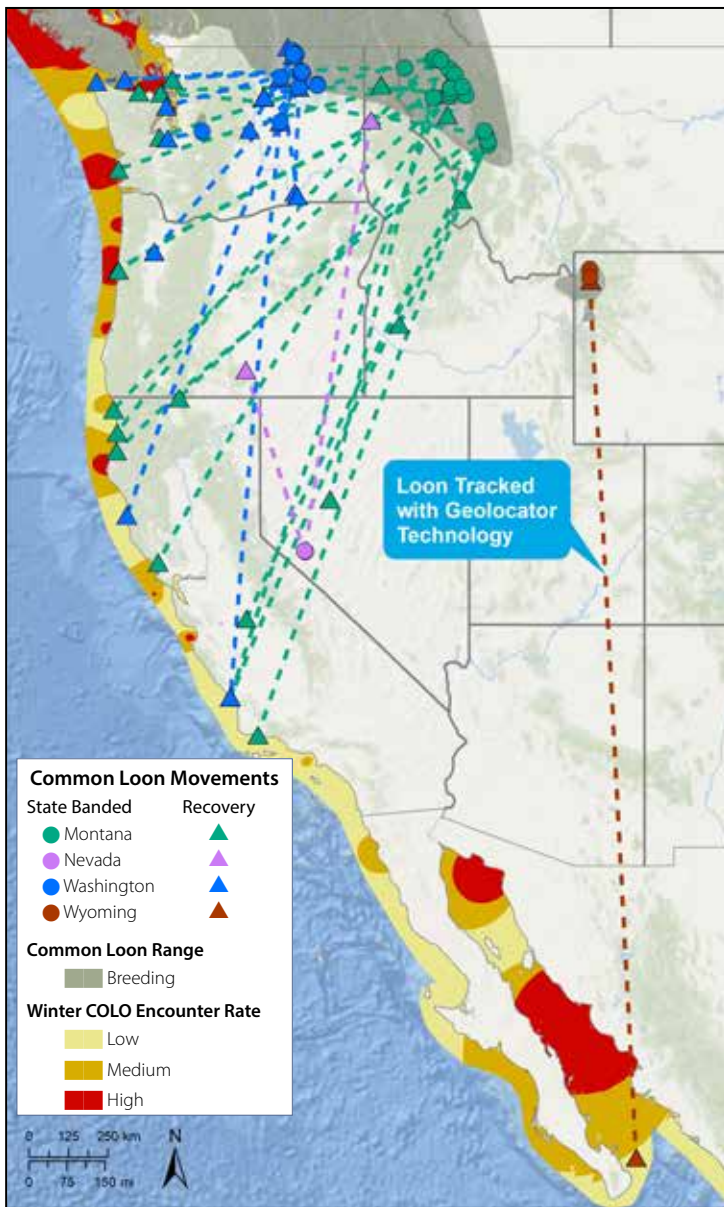 Loon Tracked
with Geolocator
Technology
Common Loon Movements
State Banded Recovery
Montana
Nevada
Washington
Wyoming
Common Loon Range
Breeding
Winter COLO Encounter Rate
Low
Medium
High
0 125 250 km
0 75 150 mi
N